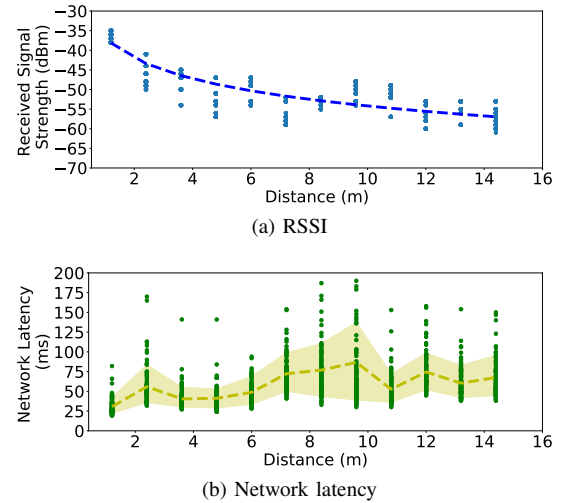 Received Signal
Strength (dBm)
−30
−35
−40
−45
−50
−55
−60
−65
−70
2 4 6 8 10 12 14 16
Distance (m)
(a) RSSI
Network Latency
(ms)
200
175
150
125
100
75
50
25
0
2 4 6 8 10 12 14 16
Distance (m)
(b) Network latency